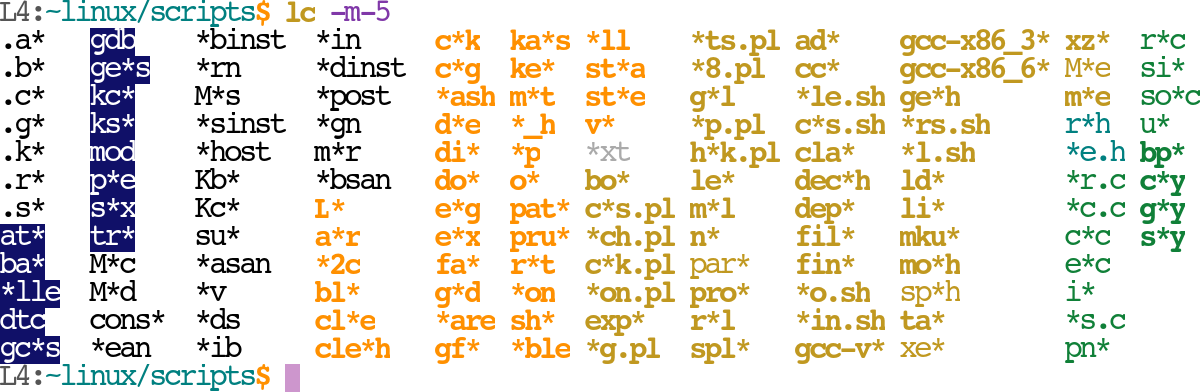 L4:~linux/scripts$ lc -m-5
.a* gdb *binst *in c*k ka*s *ll *ts.pl ad* gcc-x86_3* xz* r*c
.b* ge*s *rn *dinst c*g ke* st*a *8.pl cc* gcc-x86_6* M*e si*
.c* kc* M*s *post *ash m*t st*e g*l *le.sh ge*h m*e so*c
.g* ks* *sinst *gn d*e *_h v* *p.pl c*s.sh *rs.sh r*h u*
.k* mod *host m*r di* *p *xt h*k.pl cla* *l.sh *e.h bp*
.r* p*e Kb* *bsan do* o* bo* le* dec*h ld* *r.c c*y
.s* s*x Kc* L* e*g pat* c*s.pl m*l dep* li* *c.c g*y
at* tr* su* a*r e*x pru* *ch.pl n* fil* mku* c*c s*y
ba* M*c *asan *2c fa* r*t c*k.pl par* fin* mo*h e*c
*lle M*d *v bl* g*d *on *on.pl pro* *o.sh sp*h i*
dtc cons* *ds cl*e *are sh* exp* r*l *in.sh ta* *s.c
gc*s *ean *ib cle*h gf* *ble *g.pl spl* gcc-v* xe* pn*
L4:~linux/scripts$